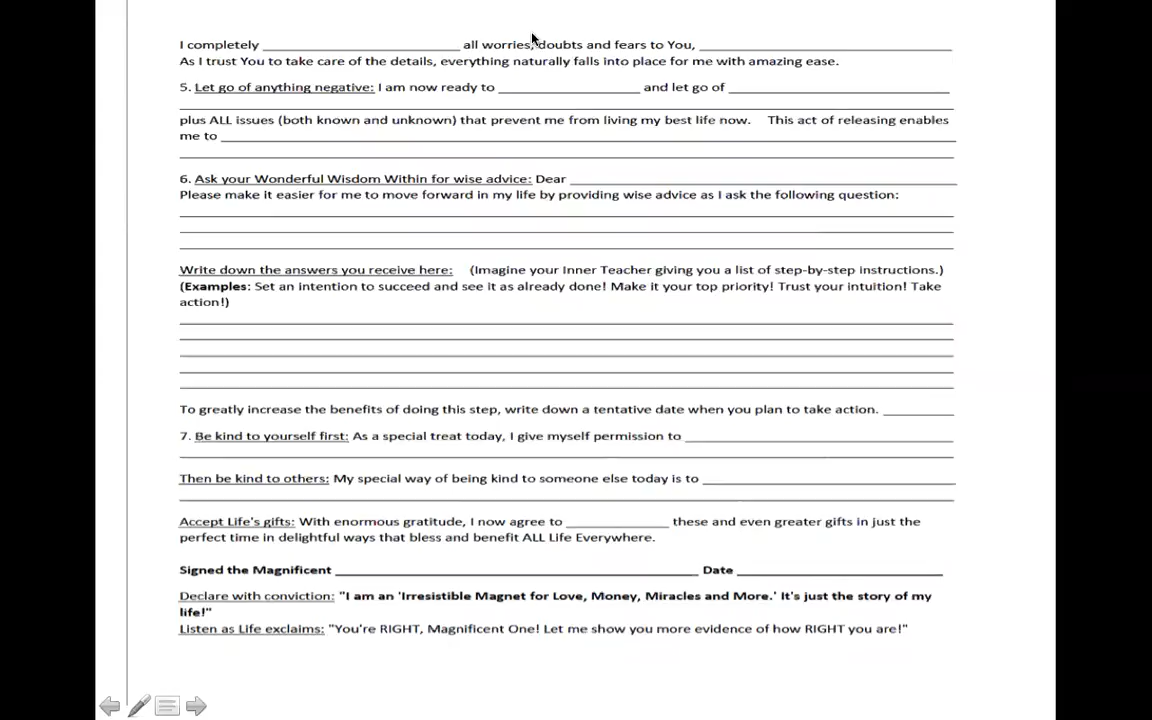 I completely ____________________ all worries, doubts and fears to You, ____________________
As I trust You to take care of the details, everything naturally falls into place for me with amazing ease.
5. Let go of anything negative: I am now ready to ____________________ and let go of ____________________
plus ALL issues (both known and unknown) that prevent me from living my best life now. This act of releasing enables
me to ____________________
6. Ask your Wonderful Wisdom Within for wise advice: Dear ____________________
Please make it easier for me to move forward in my life by providing wise advice as I ask the following question:
Write down the answers you receive here: (Imagine your Inner Teacher giving you a list of step-by-step instructions.)
(Examples: Set an intention to succeed and see it as already done! Make it your top priority! Trust your intuition! Take
action!)
To greatly increase the benefits of doing this step, write down a tentative date when you plan to take action. __________
7. Be kind to yourself first: As a special treat today, I give myself permission to ____________________
Then be kind to others: My special way of being kind to someone else today is to ____________________
Accept Life's gifts: With enormous gratitude, I now agree to ____________ these and even greater gifts in just the
perfect time in delightful ways that bless and benefit ALL Life Everywhere.
Signed the Magnificent ____________________ Date ____________________
Declare with conviction: "I am an 'Irresistible Magnet for Love, Money, Miracles and More.' It's just the story of my
life!"
Listen as Life exclaims: "You're RIGHT, Magnificent One! Let me show you more evidence of how RIGHT you are!"